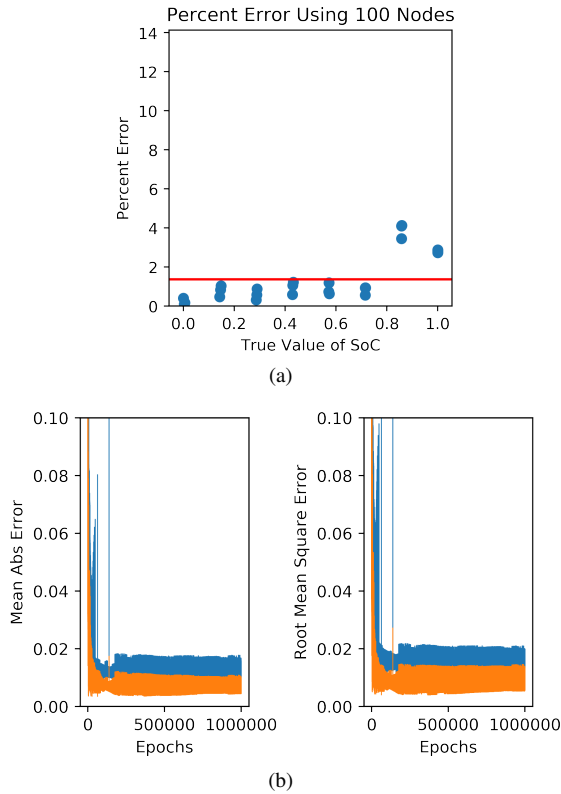 Percent Error Using 100 Nodes
14
12
10
8
6
4
2
0
Percent Error
0.0 0.2 0.4 0.6 0.8 1.0
True Value of SoC
(a)
0.10
0.08
0.06
0.04
0.02
0.00
Mean Abs Error
0 500000 1000000
Epochs
0.10
0.08
0.06
0.04
0.02
0.00
Root Mean Square Error
0 500000 1000000
Epochs
(b)